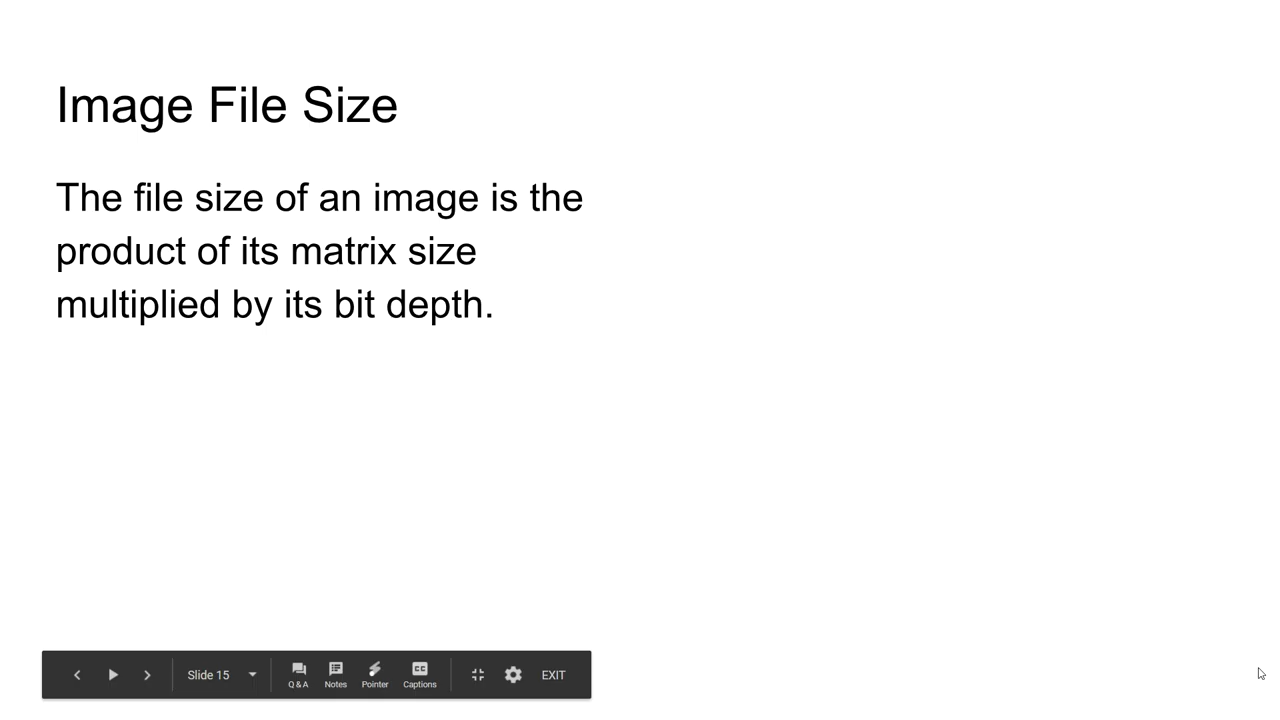 Image File Size
The file size of an image is the
product of its matrix size
multiplied by its bit depth.
Slide 15
Q & A
Notes
Pointer
CC
Captions
EXIT